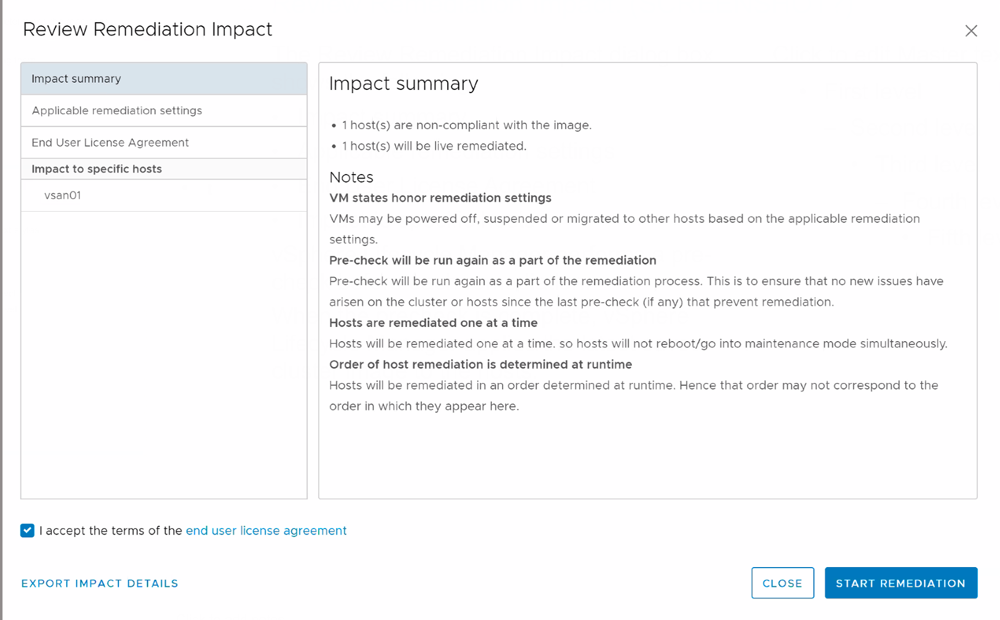 Review Remediation Impact
Impact summary
Applicable remediation settings
End User License Agreement
Impact to specific hosts
vsan01
Impact summary
• 1 host(s) are non-compliant with the image.
• 1 host(s) will be live remediated.
Notes
VM states honor remediation settings
VMs may be powered off, suspended or migrated to other hosts based on the applicable remediation
settings.
Pre-check will be run again as a part of the remediation
Pre-check will be run again as a part of the remediation process. This is to ensure that no new issues have
arisen on the cluster or hosts since the last pre-check (if any) that prevent remediation.
Hosts are remediated one at a time
Hosts will be remediated one at a time. so hosts will not reboot/go into maintenance mode simultaneously.
Order of host remediation is determined at runtime
Hosts will be remediated in an order determined at runtime. Hence that order may not correspond to the
order in which they appear here.
I accept the terms of the end user license agreement
EXPORT IMPACT DETAILS
CLOSE
START REMEDIATION